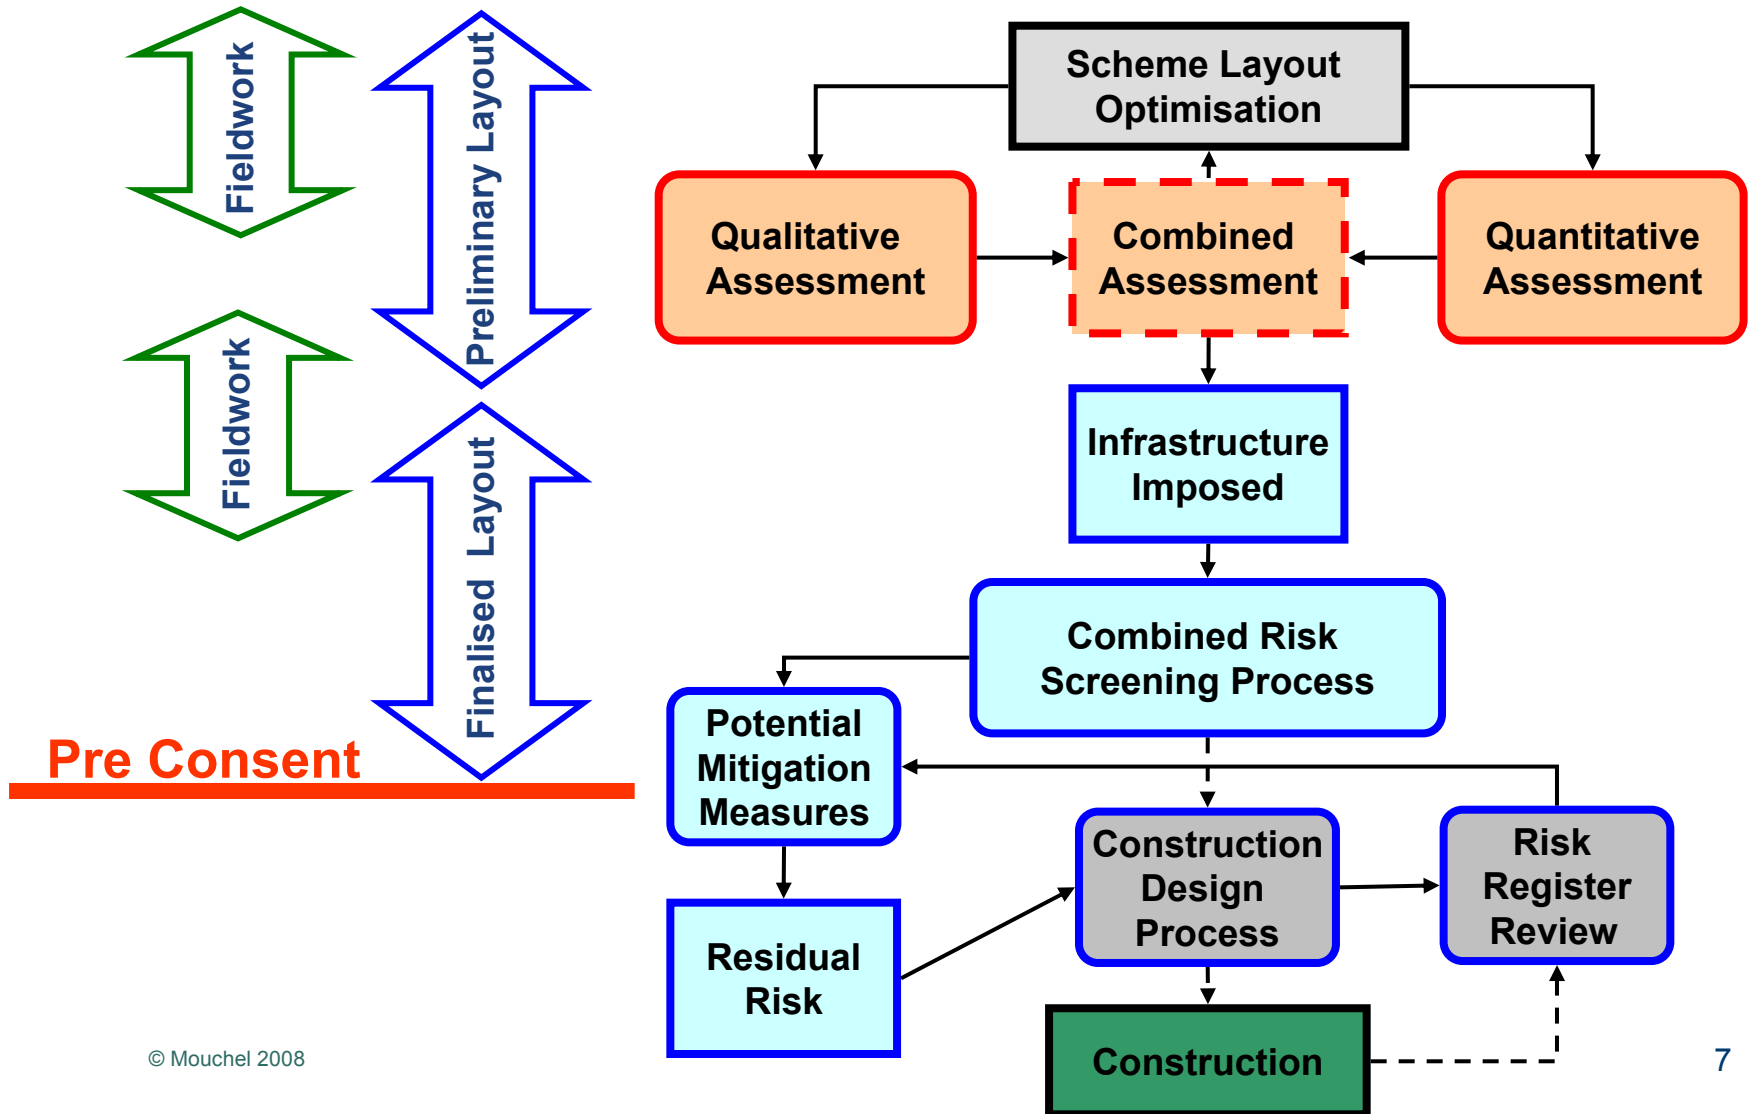 Fieldwork
Preliminary Layout
Fieldwork
Finalised Layout
Pre Consent
Scheme Layout
Optimisation
Qualitative
Assessment
Combined
Assessment
Quantitative
Assessment
Infrastructure
Imposed
Combined Risk
Screening Process
Potential
Mitigation
Measures
Construction
Design
Process
Risk
Register
Review
Residual
Risk
Construction
© Mouchel 2008
7